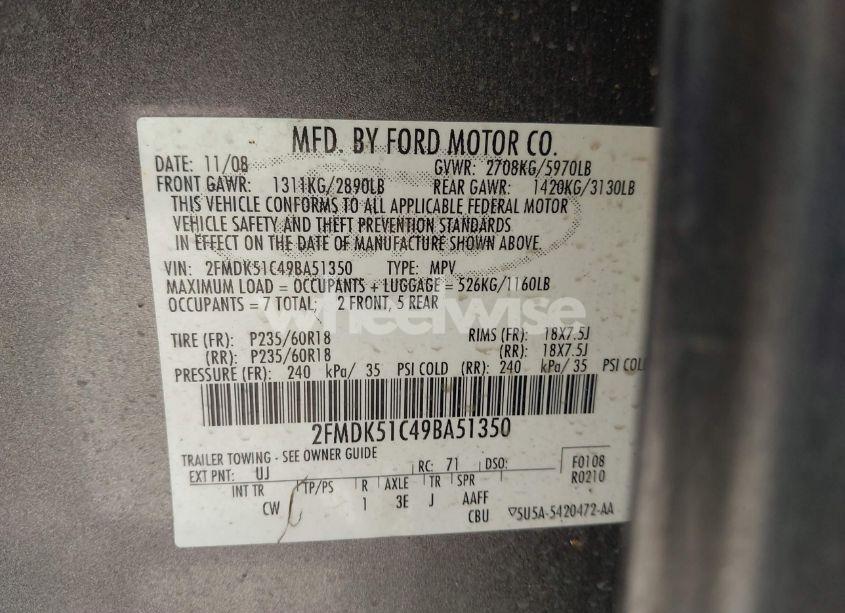 MFD. BY FORD MOTOR CO.
DATE: 11/08 GVWR: 2708KG/5970LB
FRONT GAWR: 1311KG/2890LB REAR GAWR: 1420KG/3130LB
THIS VEHICLE CONFORMS TO ALL APPLICABLE FEDERAL MOTOR
VEHICLE SAFETY AND THEFT PREVENTION STANDARDS
IN EFFECT ON THE DATE OF MANUFACTURE SHOWN ABOVE.
VIN: 2FMDK51C49BA51350 TYPE: MPV
MAXIMUM LOAD = OCCUPANTS + LUGGAGE = 526KG/1160LB
OCCUPANTS = 7 TOTAL; 2 FRONT, 5 REAR
wheelwise
TIRE (FR): P235/60R18 RIMS (FR): 18X7.5J
(RR): P235/60R18 (RR): 18X7.5J
PRESSURE (FR): 240 kPa/ 35 PSI COLD (RR): 240 kPa/ 35 PSI COLD
2FMDK51C49BA51350
TRAILER TOWING - SEE OWNER GUIDE
EXT PNT: UJ RC: 71 DSO: F0108
R0210
INT TR TP/PS R AXLE TR SPR
CW 1 3E J AAFF
CBU ▽SU5A-5420472-AA